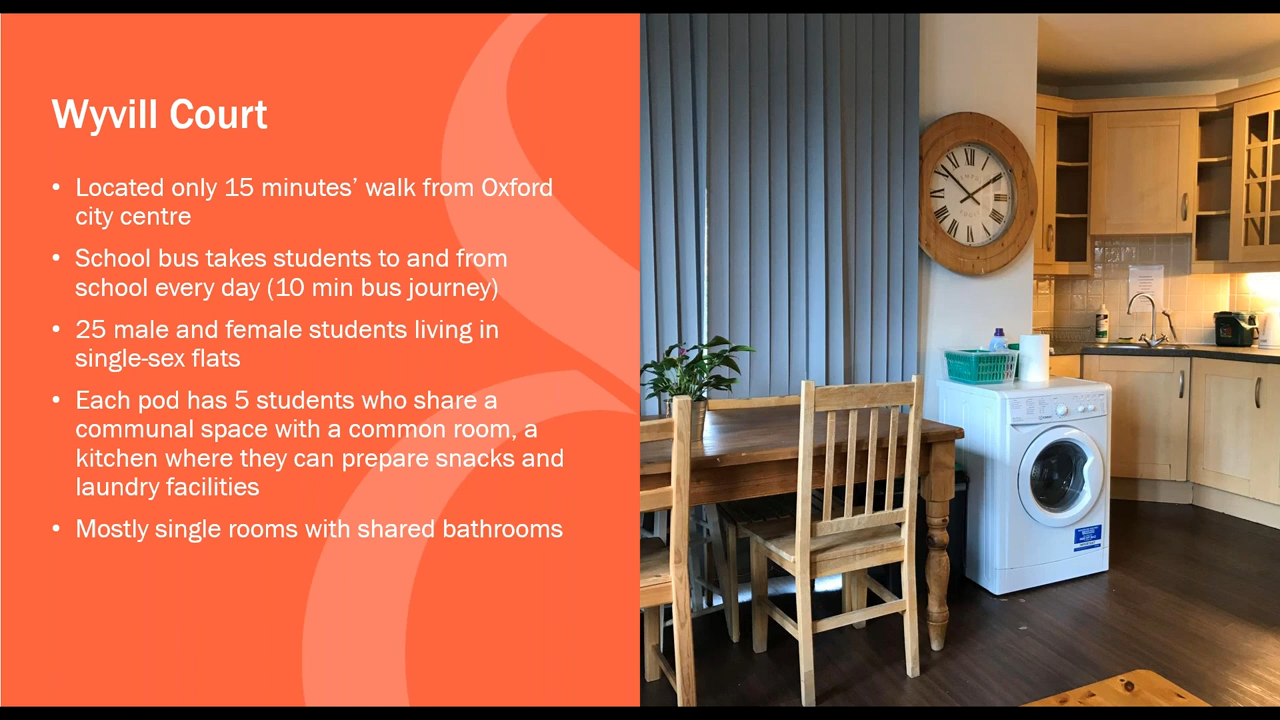 Wyvill Court
• Located only 15 minutes’ walk from Oxford
city centre
• School bus takes students to and from
school every day (10 min bus journey)
• 25 male and female students living in
single-sex flats
• Each pod has 5 students who share a
communal space with a common room, a
kitchen where they can prepare snacks and
laundry facilities
• Mostly single rooms with shared bathrooms